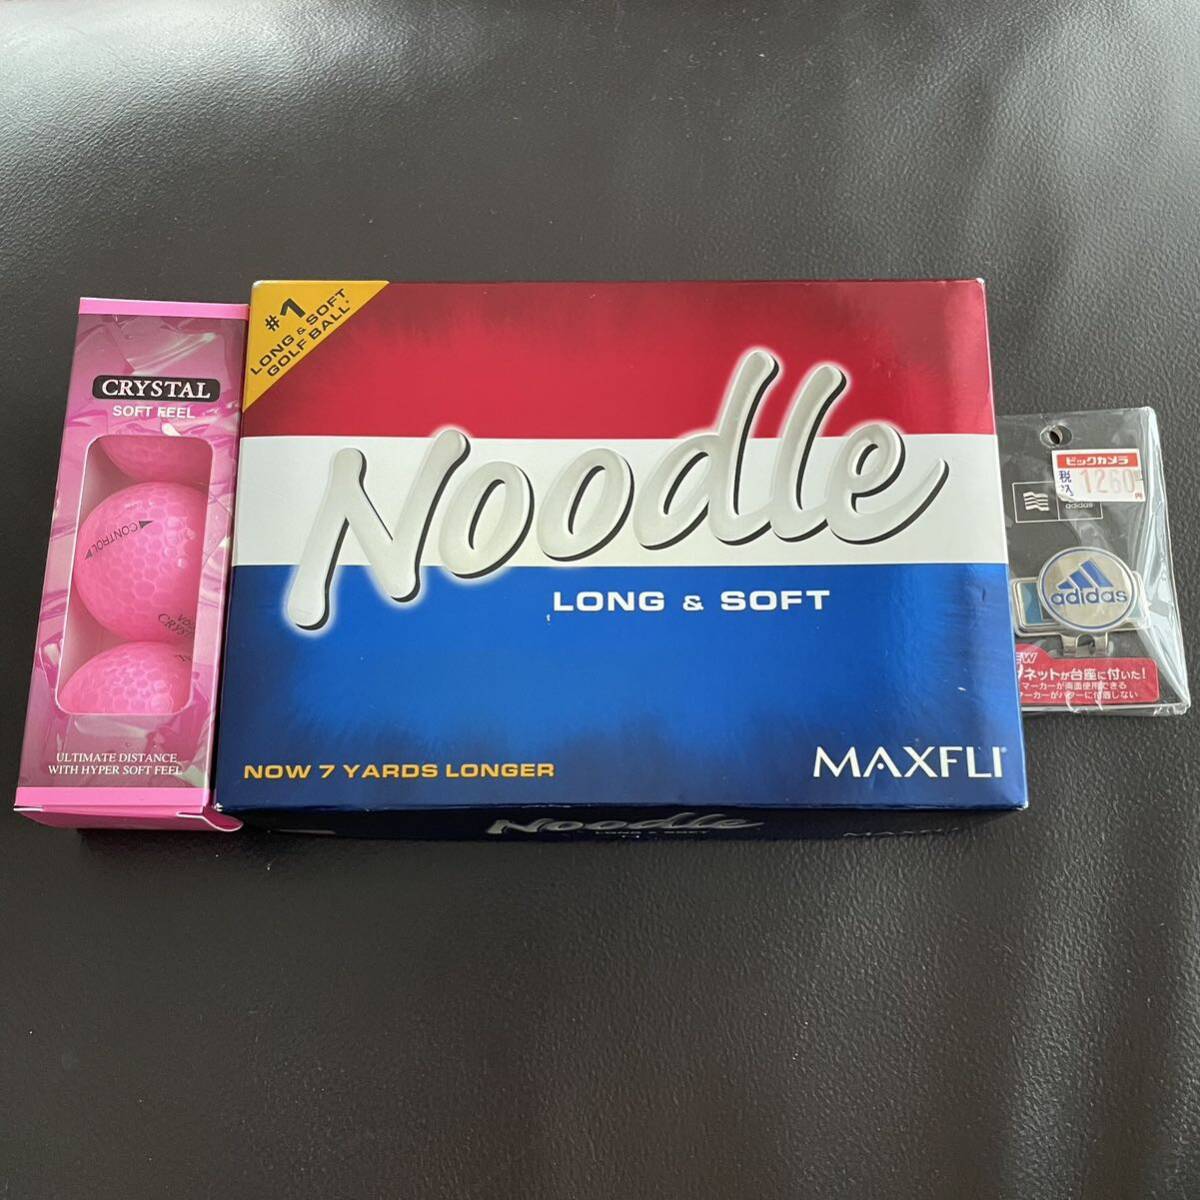 CRYSTAL
SOFT FEEL
CONTROL
ULTIMATE DISTANCE
WITH HYPER SOFT FEEL
#1
LONG & SOFT
GOLF BALL
Noodle
LONG & SOFT
NOW 7 YARDS LONGER
MAXFLI
Noodle
LONG & SOFT
ビックカメラ
税込
1260
円
adidas
adidas
ネットが台座に付いた!
マーカーが両面使用できる